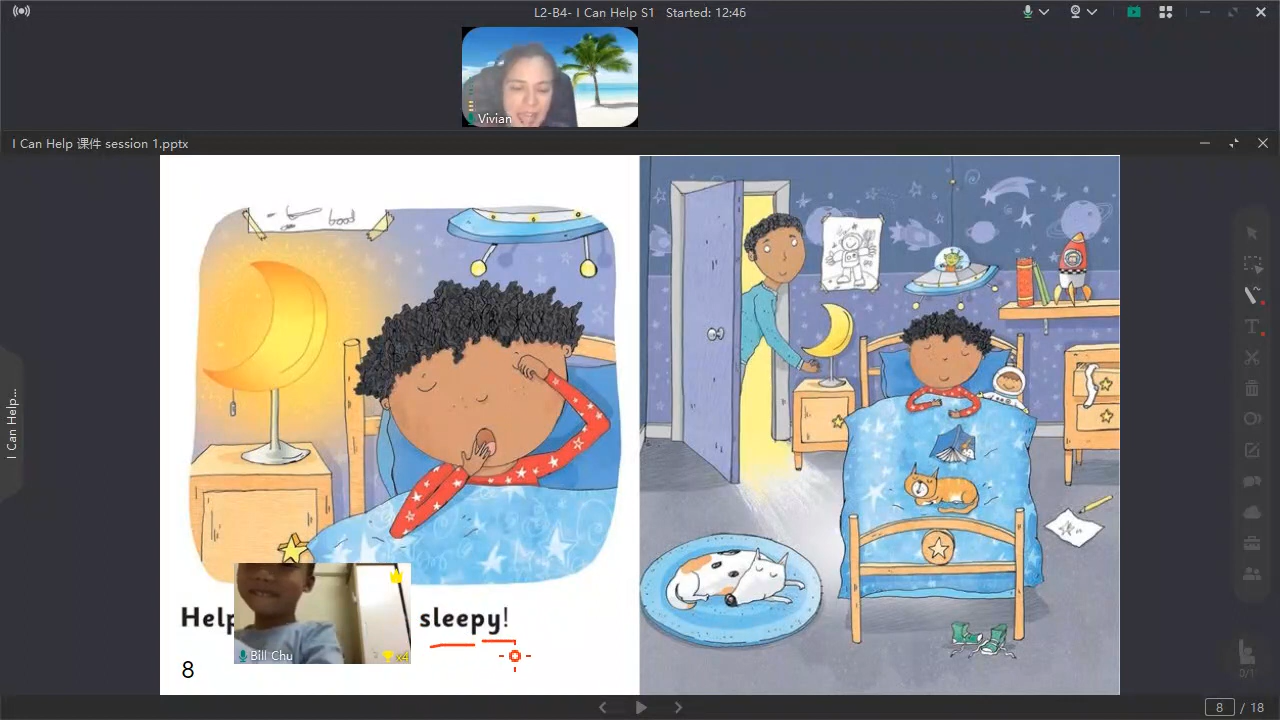 L2-B4- I Can Help S1 Started: 12:46
Vivian
I Can Help 课件 session 1.pptx
I Can Help...
book
Help
sleepy!
Bill Chu
x4
8
0/1
8 / 18